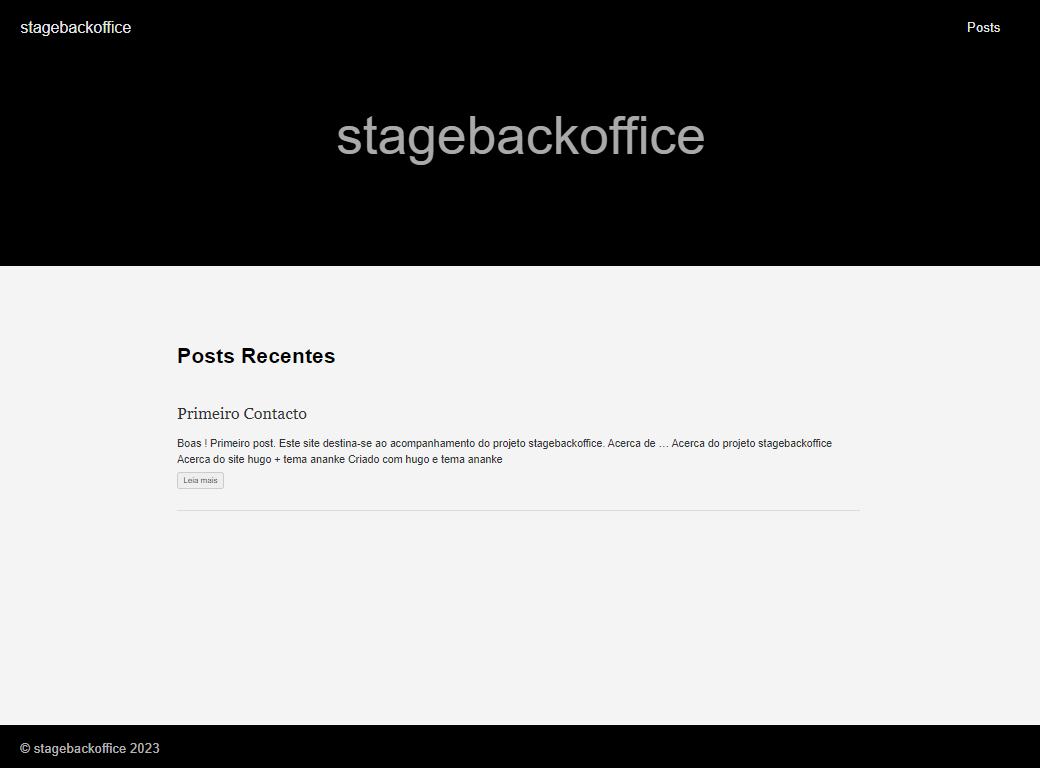 stagebackoffice
Posts
stagebackoffice
Posts Recentes
Primeiro Contacto
Boas ! Primeiro post. Este site destina-se ao acompanhamento do projeto stagebackoffice. Acerca de … Acerca do projeto stagebackoffice
Acerca do site hugo + tema ananke Criado com hugo e tema ananke
Leia mais
© stagebackoffice 2023